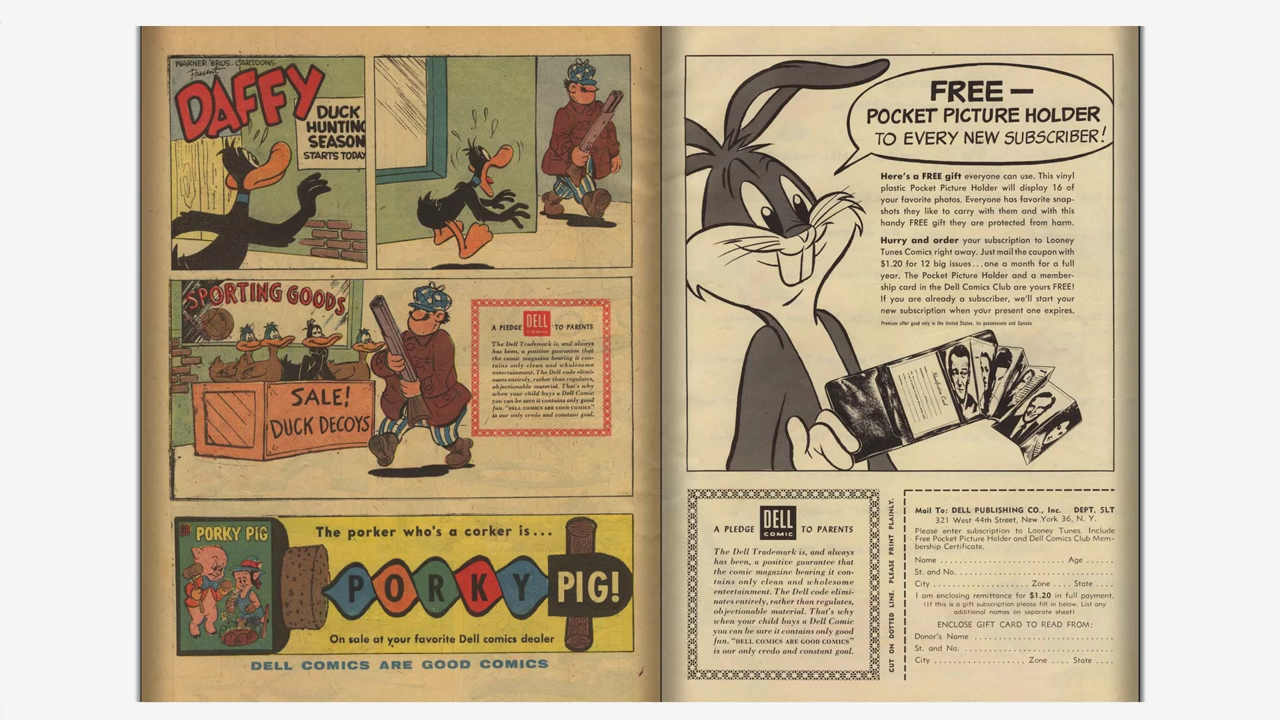 WARNER BROS. CARTOONS
Present
DAFFY
DUCK
HUNTING
SEASON
STARTS TODAY
SPORTING GOODS
SALE!
DUCK DECOYS
A PLEDGE DELL COMIC TO PARENTS
The Dell Trademark is, and always
has been, a positive guarantee that
the comic magazine bearing it con-
tains only clean and wholesome
entertainment. The Dell code elimi-
nates entirely, rather than regulates,
objectionable material. That's why
when your child buys a Dell Comic
you can be sure it contains only good
fun. "DELL COMICS ARE GOOD COMICS"
is our only credo and constant goal.
PORKY PIG
The porker who's a corker is...
PORKY PIG!
On sale at your favorite Dell comics dealer
DELL COMICS ARE GOOD COMICS
FREE—
POCKET PICTURE HOLDER
TO EVERY NEW SUBSCRIBER!
Here's a FREE gift everyone can use. This vinyl
plastic Pocket Picture Holder will display 16 of
your favorite photos. Everyone has favorite snap-
shots they like to carry with them and with this
handy FREE gift they are protected from harm.
Hurry and order your subscription to Looney
Tunes Comics right away. Just mail the coupon with
$1.20 for 12 big issues...one a month for a full
year. The Pocket Picture Holder and a member-
ship card in the Dell Comics Club are yours FREE!
If you are already a subscriber, we'll start your
new subscription when your present one expires.
Premium offer good only in the United States, its possessions and Canada
A PLEDGE DELL COMIC TO PARENTS
The Dell Trademark is, and always
has been, a positive guarantee that
the comic magazine bearing it con-
tains only clean and wholesome
entertainment. The Dell code elimi-
nates entirely, rather than regulates,
objectionable material. That's why
when your child buys a Dell Comic
you can be sure it contains only good
fun. "DELL COMICS ARE GOOD COMICS"
is our only credo and constant goal.
CUT ON DOTTED LINE. PLEASE PRINT PLAINLY.
Mail To: DELL PUBLISHING CO., Inc. DEPT. 5LT
321 West 44th Street, New York 36, N. Y.
Please enter subscription to Looney Tunes. Include
Free Pocket Picture Holder and Dell Comics Club Mem-
bership Certificate.
Name ........................ Age ......
St. and No. ..............................
City ........................ Zone .... State ....
I am enclosing remittance for $1.20 in full payment.
(If this is a gift subscription please fill in below. List any
additional names on separate sheet)
ENCLOSE GIFT CARD TO READ FROM:
Donor's Name ............................
St. and No. ..............................
City ........................ Zone .... State ....